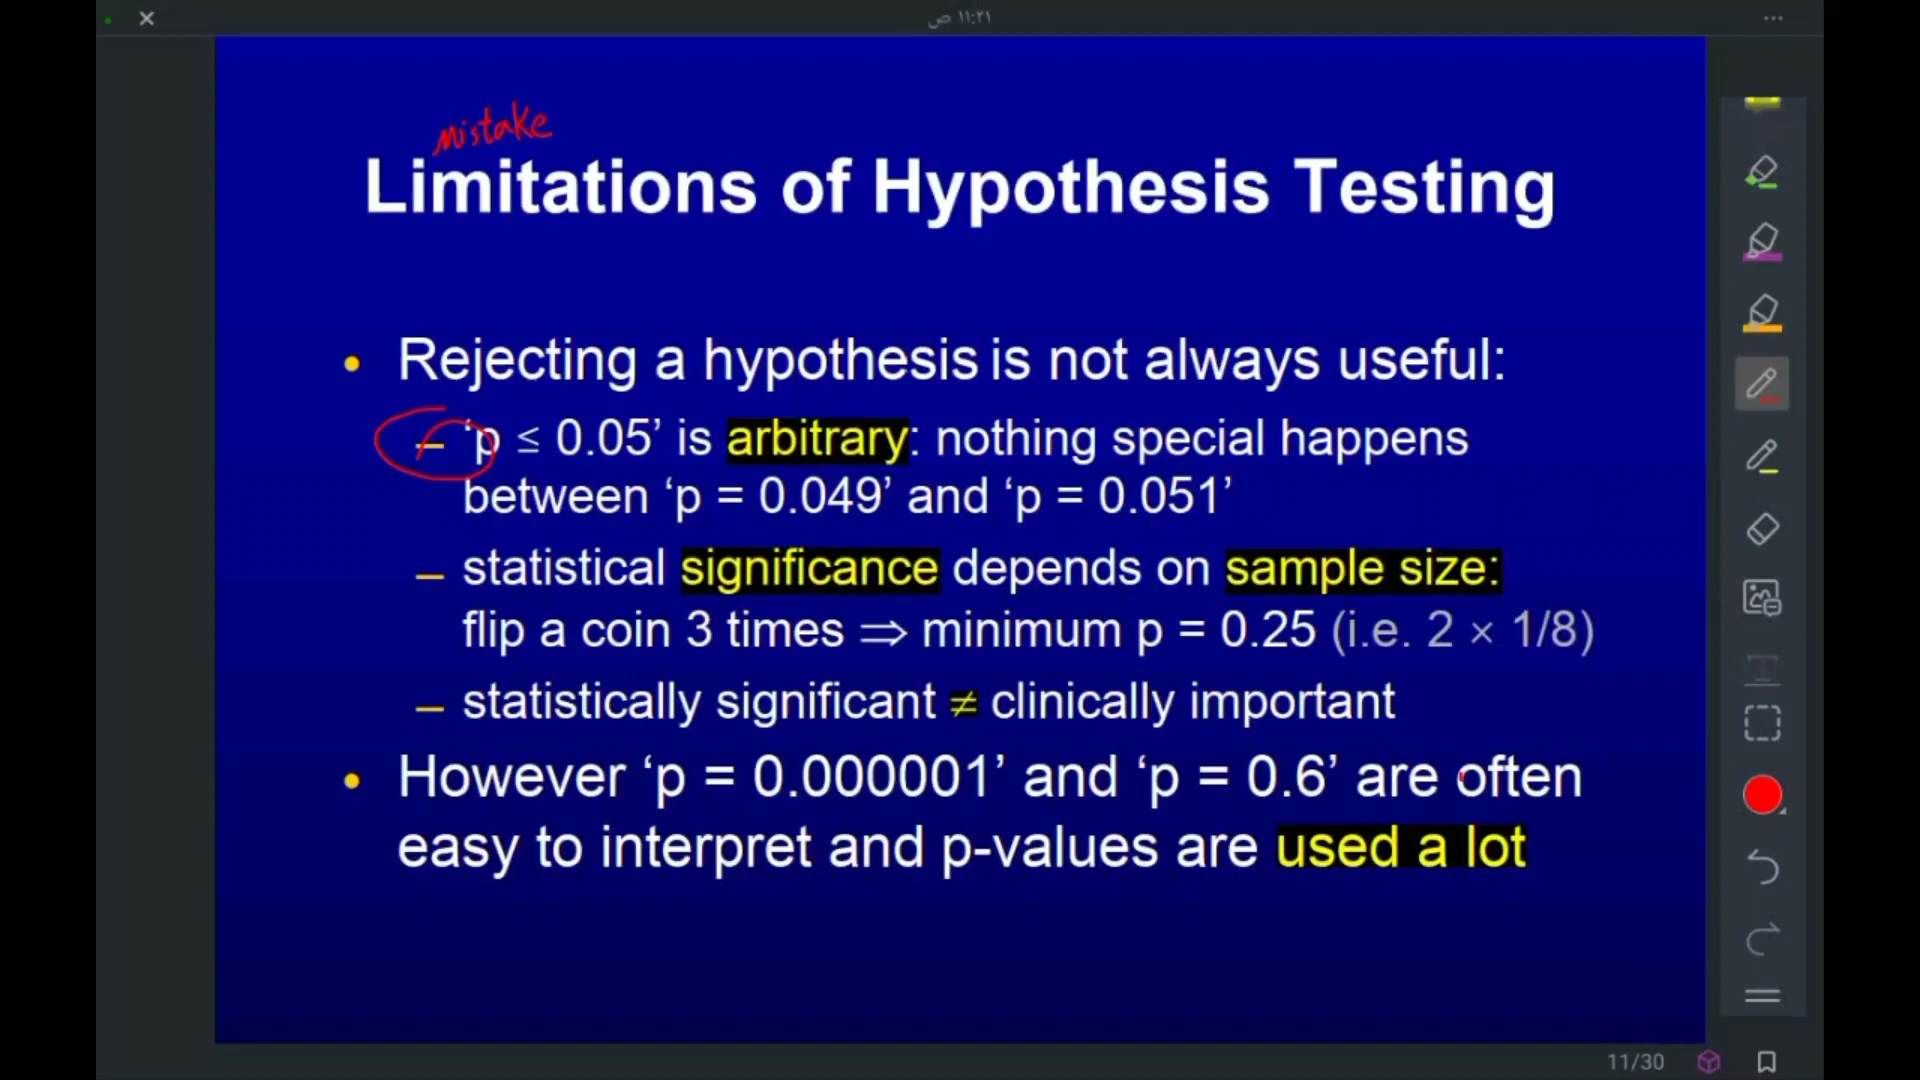 ١١:٢١ ص
mistake
Limitations of Hypothesis Testing
• Rejecting a hypothesis is not always useful:
– ‘p ≤ 0.05’ is arbitrary: nothing special happens
between ‘p = 0.049’ and ‘p = 0.051’
– statistical significance depends on sample size:
flip a coin 3 times ⇒ minimum p = 0.25 (i.e. 2 × 1/8)
– statistically significant ≠ clinically important
• However ‘p = 0.000001’ and ‘p = 0.6’ are often
easy to interpret and p-values are used a lot
11/30